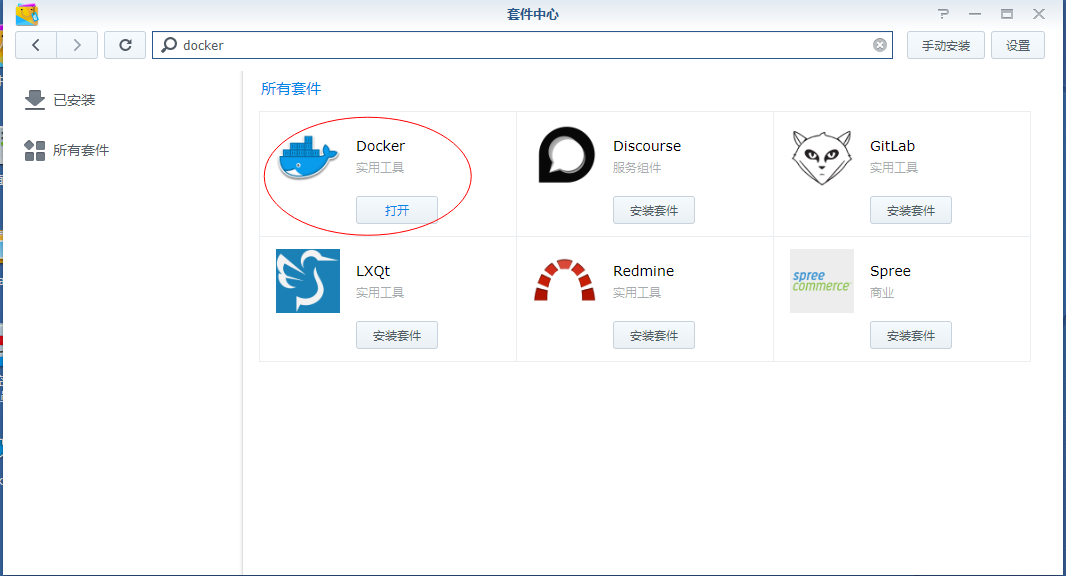 套件中心
docker
手动安装
设置
已安装
所有套件
所有套件
Docker
实用工具
打开
Discourse
服务组件
安装套件
GitLab
实用工具
安装套件
LXQt
实用工具
安装套件
Redmine
实用工具
安装套件
spree
commerce
Spree
商业
安装套件